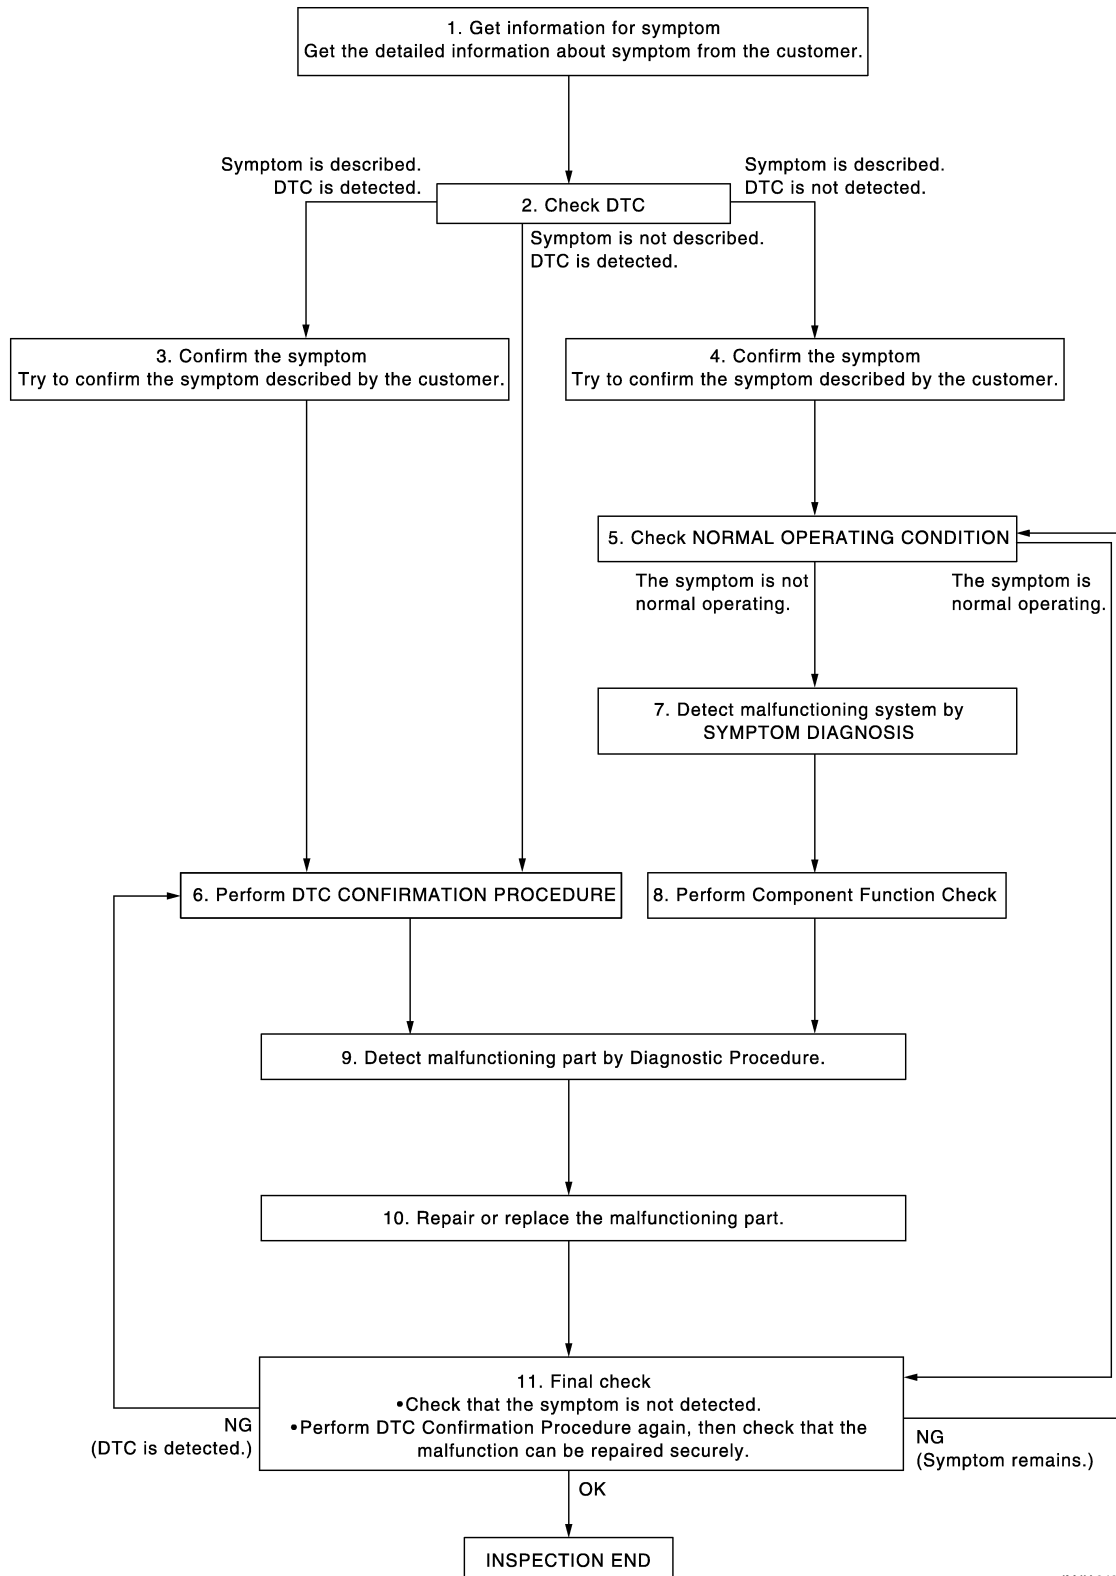 1. Get information for symptom
Get the detailed information about symptom from the customer.
Symptom is described.
DTC is detected.
Symptom is described.
DTC is not detected.
2. Check DTC
Symptom is not described.
DTC is detected.
3. Confirm the symptom
Try to confirm the symptom described by the customer.
4. Confirm the symptom
Try to confirm the symptom described by the customer.
5. Check NORMAL OPERATING CONDITION
The symptom is not
normal operating.
The symptom is
normal operating.
7. Detect malfunctioning system by
SYMPTOM DIAGNOSIS
6. Perform DTC CONFIRMATION PROCEDURE
8. Perform Component Function Check
9. Detect malfunctioning part by Diagnostic Procedure.
10. Repair or replace the malfunctioning part.
11. Final check
•Check that the symptom is not detected.
•Perform DTC Confirmation Procedure again, then check that the
malfunction can be repaired securely.
NG
(DTC is detected.)
NG
(Symptom remains.)
OK
INSPECTION END